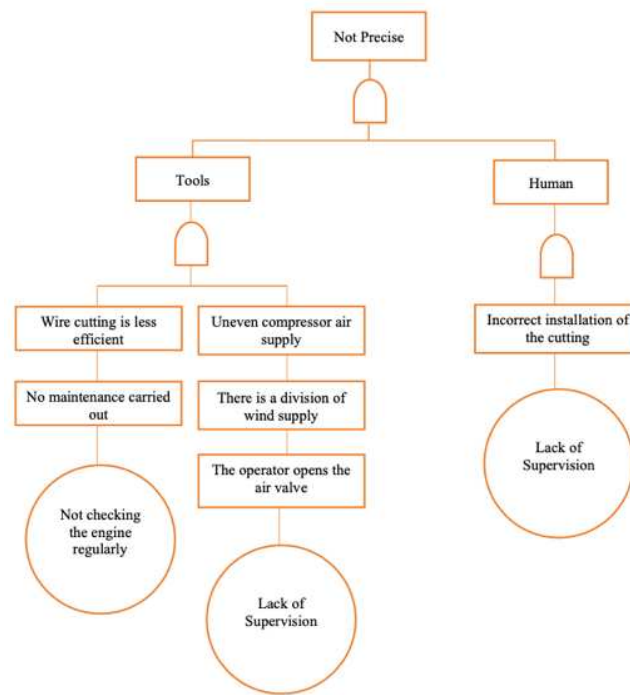 Not Precise
Tools
Human
Wire cutting is less
efficient
Uneven compressor air
supply
Incorrect installation of
the cutting
No maintenance carried
out
There is a division of
wind supply
The operator opens the
air valve
Not checking
the engine
regularly
Lack of
Supervision
Lack of
Supervision